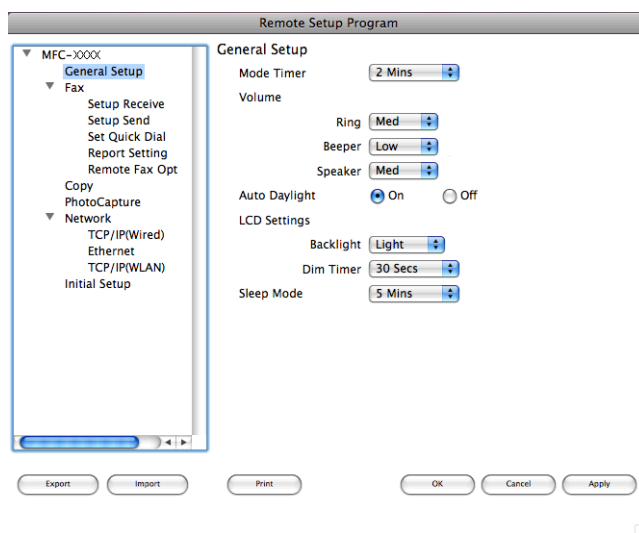 Remote Setup Program
MFC-XXXX
General Setup
Fax
Setup Receive
Setup Send
Set Quick Dial
Report Setting
Remote Fax Opt
Copy
PhotoCapture
Network
TCP/IP(Wired)
Ethernet
TCP/IP(WLAN)
Initial Setup
General Setup
Mode Timer 2 Mins
Volume
Ring Med
Beeper Low
Speaker Med
Auto Daylight On Off
LCD Settings
Backlight Light
Dim Timer 30 Secs
Sleep Mode 5 Mins
Export Import Print OK Cancel Apply